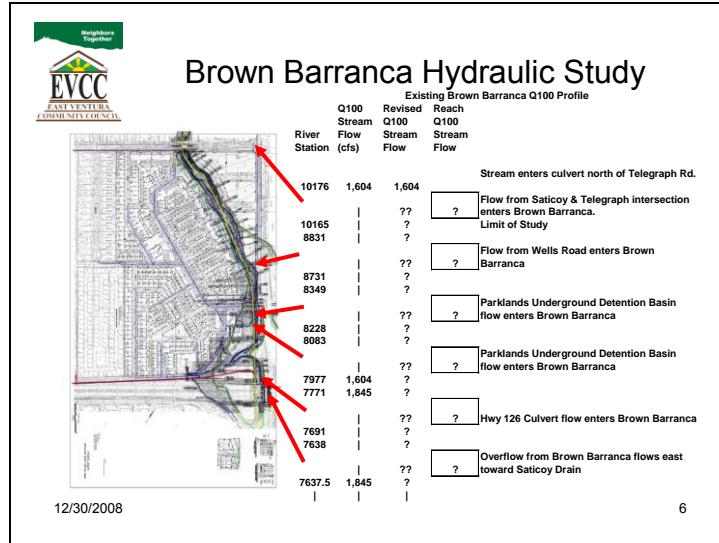 Neighbors
Together
EVCC
EAST VENTURA
COMMUNITY COUNCIL
Brown Barranca Hydraulic Study
Existing Brown Barranca Q100 Profile
River Station | Q100 Stream Flow (cfs) | Revised Q100 Stream Flow | Reach Q100 Stream Flow
Stream enters culvert north of Telegraph Rd.
10176 1,604 1,604
| ?? ? Flow from Saticoy & Telegraph intersection enters Brown Barranca.
10165 | ? Limit of Study
8831 | ?
| ?? ? Flow from Wells Road enters Brown Barranca
8731 | ?
8349 | ?
| ?? ? Parklands Underground Detention Basin flow enters Brown Barranca
8228 | ?
8083 | ?
| ?? ? Parklands Underground Detention Basin flow enters Brown Barranca
7977 1,604 ?
7771 1,845 ?
| ?? ? Hwy 126 Culvert flow enters Brown Barranca
7691 | ?
7638 | ?
| ?? ? Overflow from Brown Barranca flows east toward Saticoy Drain
7637.5 1,845 ?
| | |
12/30/2008
6